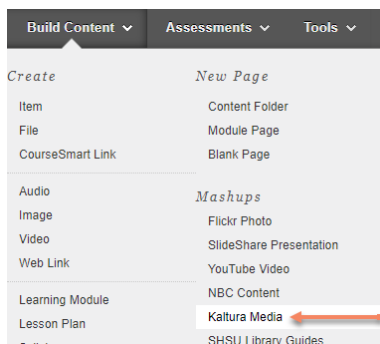 Build Content Assessments Tools
Create
Item
File
CourseSmart Link
Audio
Image
Video
Web Link
Learning Module
Lesson Plan
New Page
Content Folder
Module Page
Blank Page
Mashups
Flickr Photo
SlideShare Presentation
YouTube Video
NBC Content
Kaltura Media
SHSU Library Guides